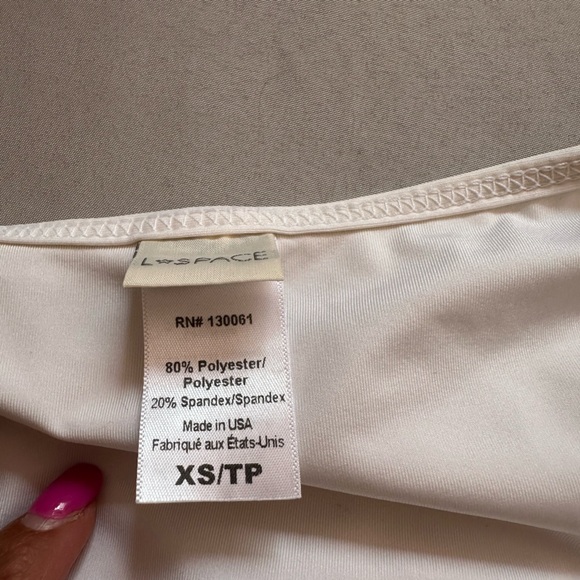 L*SPACE
RN# 130061
80% Polyester/
Polyester
20% Spandex/Spandex
Made in USA
Fabriqué aux États-Unis
XS/TP